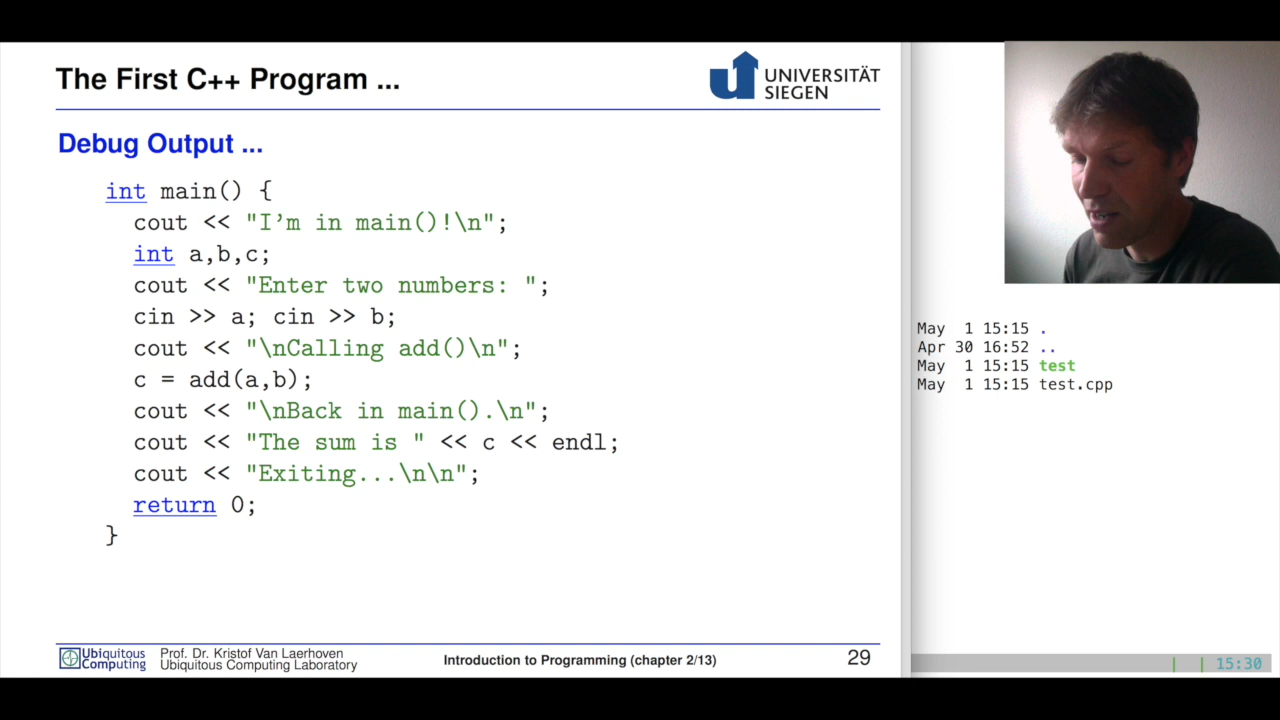 The First C++ Program ...
UNIVERSITÄT
SIEGEN
Debug Output ...
int main() {
cout << "I’m in main()!\n";
int a,b,c;
cout << "Enter two numbers: ";
cin >> a; cin >> b;
cout << "\nCalling add()\n";
c = add(a,b);
cout << "\nBack in main().\n";
cout << "The sum is " << c << endl;
cout << "Exiting...\n\n";
return 0;
}
May 1 15:15 .
Apr 30 16:52 ..
May 1 15:15 test
May 1 15:15 test.cpp
Ubiquitous
Computing
Prof. Dr. Kristof Van Laerhoven
Ubiquitous Computing Laboratory
Introduction to Programming (chapter 2/13)
29
| | 15:30